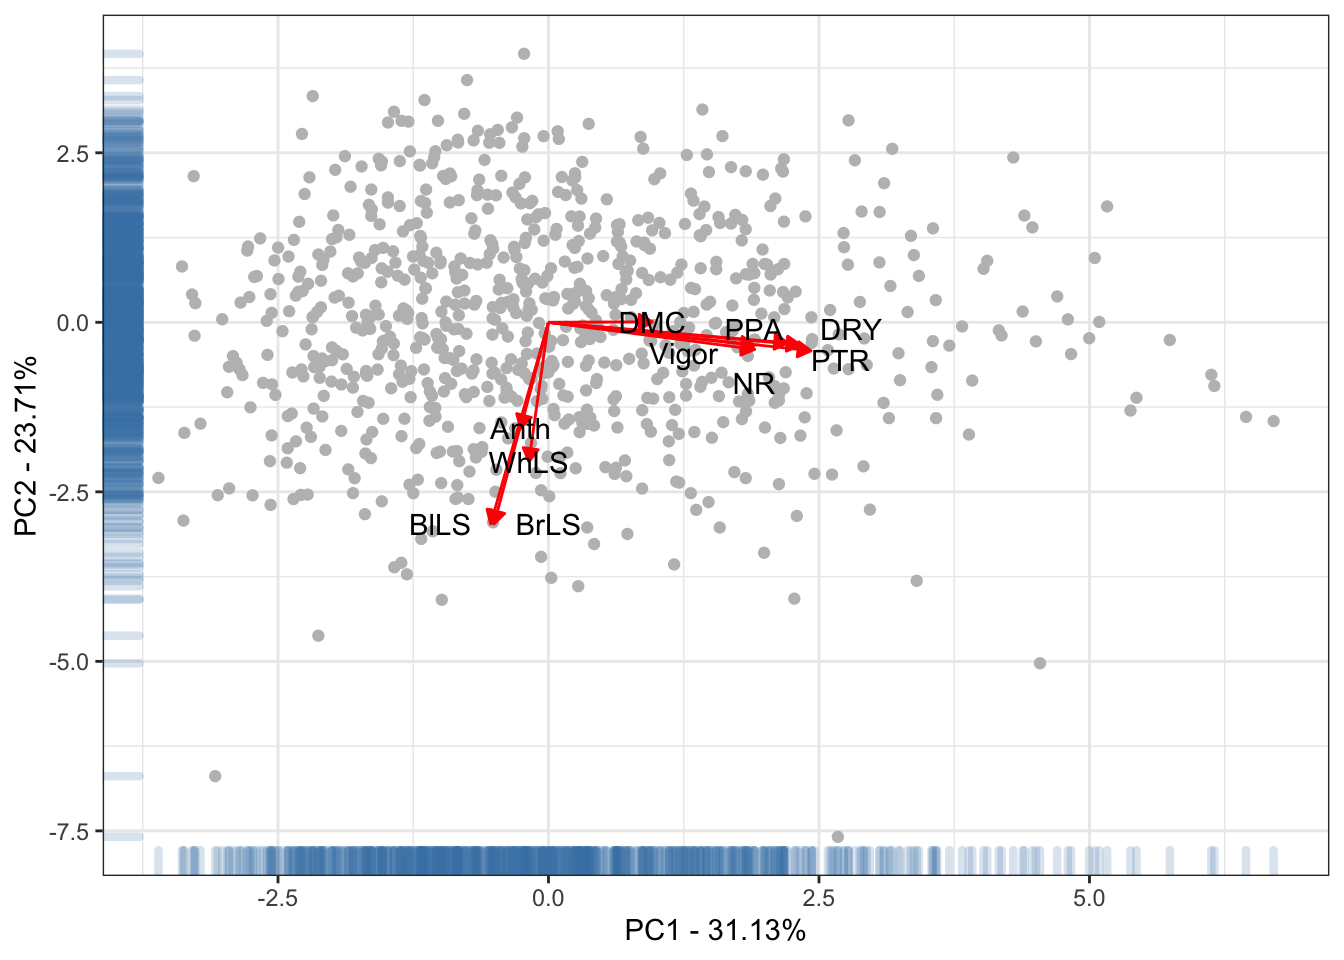 2.5
0.0
-2.5
-5.0
-7.5
PC2 - 23.71%
DMC
PPA
DRY
Vigor
PTR
NR
Anth
WhLS
BlLS
BrLS
-2.5
0.0
2.5
5.0
PC1 - 31.13%